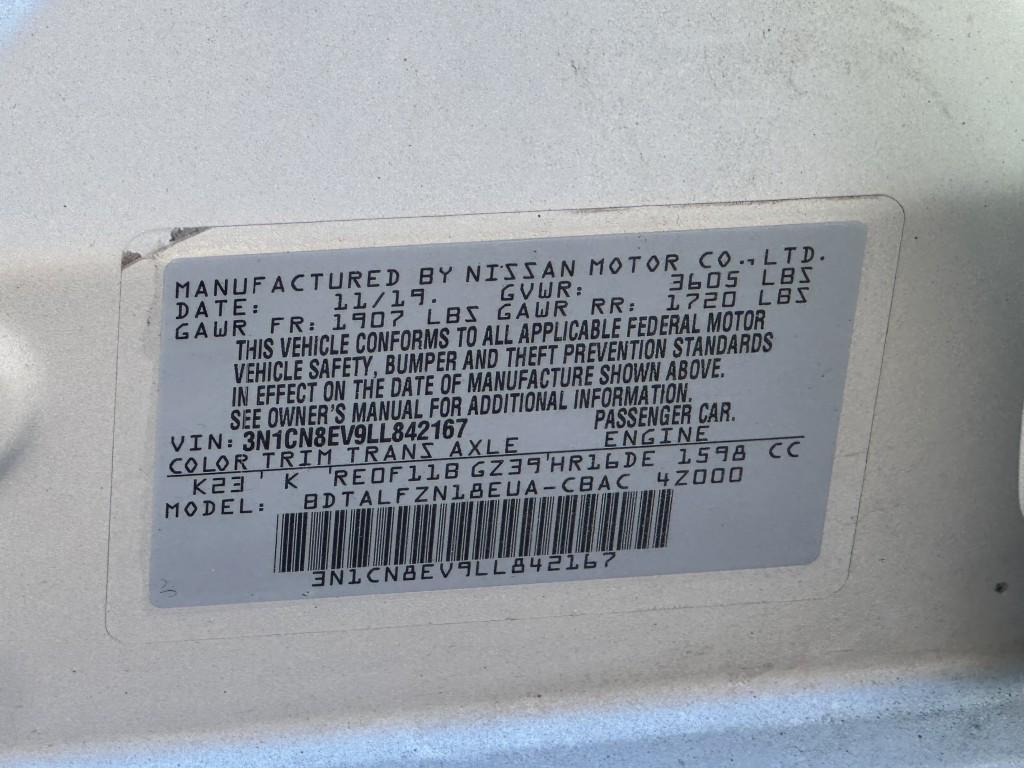 MANUFACTURED BY NISSAN MOTOR CO., LTD.
DATE: 11/19. GVWR: 3605 LBS
GAWR FR: 1907 LBS GAWR RR: 1720 LBS
THIS VEHICLE CONFORMS TO ALL APPLICABLE FEDERAL MOTOR
VEHICLE SAFETY, BUMPER AND THEFT PREVENTION STANDARDS
IN EFFECT ON THE DATE OF MANUFACTURE SHOWN ABOVE.
SEE OWNER'S MANUAL FOR ADDITIONAL INFORMATION.
VIN: 3N1CN8EV9LL842167 PASSENGER CAR.
COLOR TRIM TRANS AXLE ENGINE
K23 ' K 'RE0F11B GZ39'HR16DE 1598 CC
MODEL: BDTALFZN18EUA-CBAC 4Z000
3N1CN8EV9LL842167